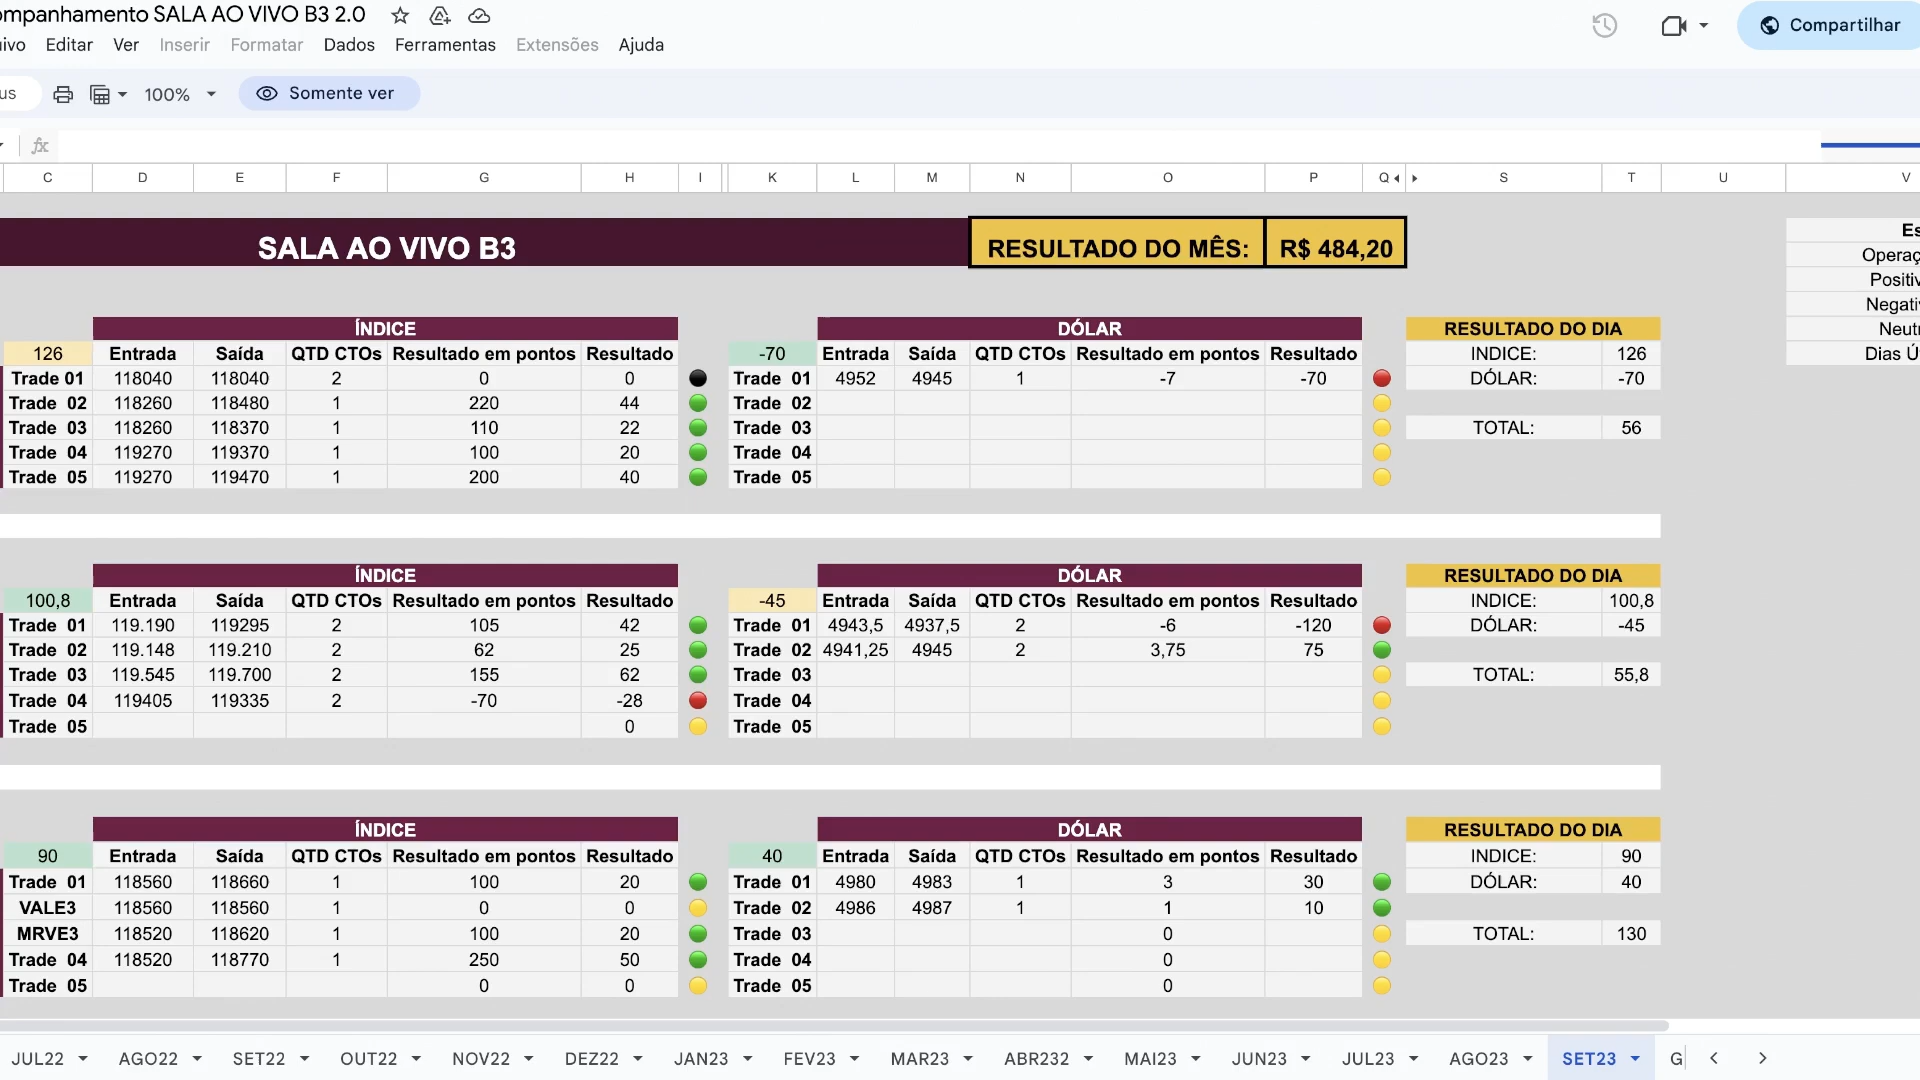 ompanhamento SALA AO VIVO B3 2.0
ivo Editar Ver Inserir Formatar Dados Ferramentas Extensões Ajuda
Compartilhar
us 100% Somente ver
fx
C D E F G H I K L M N O P Q S T U V
SALA AO VIVO B3 RESULTADO DO MÊS: R$ 484,20
Es
Operaç
Positiv
Negati
Neutr
Dias Ú
ÍNDICE DÓLAR RESULTADO DO DIA
126 Entrada Saída QTD CTOs Resultado em pontos Resultado -70 Entrada Saída QTD CTOs Resultado em pontos Resultado INDICE: 126
Trade 01 118040 118040 2 0 0 Trade 01 4952 4945 1 -7 -70 DÓLAR: -70
Trade 02 118260 118480 1 220 44 Trade 02
Trade 03 118260 118370 1 110 22 Trade 03 TOTAL: 56
Trade 04 119270 119370 1 100 20 Trade 04
Trade 05 119270 119470 1 200 40 Trade 05
ÍNDICE DÓLAR RESULTADO DO DIA
100,8 Entrada Saída QTD CTOs Resultado em pontos Resultado -45 Entrada Saída QTD CTOs Resultado em pontos Resultado INDICE: 100,8
Trade 01 119.190 119295 2 105 42 Trade 01 4943,5 4937,5 2 -6 -120 DÓLAR: -45
Trade 02 119.148 119.210 2 62 25 Trade 02 4941,25 4945 2 3,75 75
Trade 03 119.545 119.700 2 155 62 Trade 03 TOTAL: 55,8
Trade 04 119405 119335 2 -70 -28 Trade 04
Trade 05 0 Trade 05
ÍNDICE DÓLAR RESULTADO DO DIA
90 Entrada Saída QTD CTOs Resultado em pontos Resultado 40 Entrada Saída QTD CTOs Resultado em pontos Resultado INDICE: 90
Trade 01 118560 118660 1 100 20 Trade 01 4980 4983 1 3 30 DÓLAR: 40
VALE3 118560 118560 1 0 0 Trade 02 4986 4987 1 1 10
MRVE3 118520 118620 1 100 20 Trade 03 0 TOTAL: 130
Trade 04 118520 118770 1 250 50 Trade 04 0
Trade 05 0 0 Trade 05 0
JUL22 AGO22 SET22 OUT22 NOV22 DEZ22 JAN23 FEV23 MAR23 ABR232 MAI23 JUN23 JUL23 AGO23 SET23 G